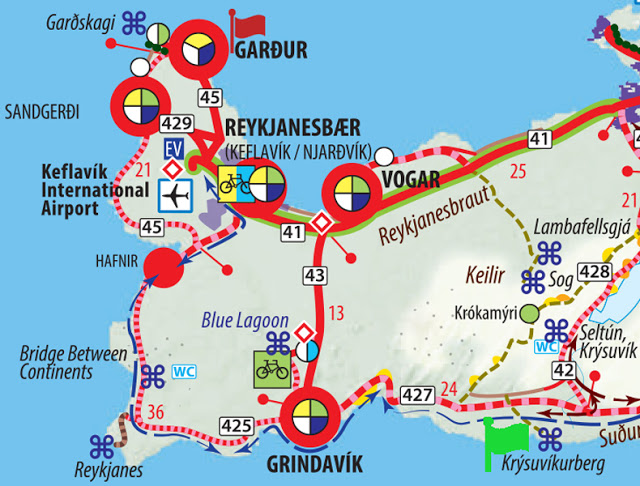 Garðskagi
GARÐUR
45
SANDGERÐI
429
REYKJANESBÆR
(KEFLAVÍK / NJARÐVÍK)
EV
21
Keflavík
International
Airport
VOGAR
41
25
45
41
Reykjanesbraut
21
Lambafellsgjá
HAFNIR
43
Keilir
Sog
428
13
Krókamýri
Blue Lagoon
Seltún,
Krýsuvík
WC
Bridge Between
Continents
WC
42
427
24
36
425
Suður
GRINDAVÍK
Reykjanes
Krýsuvíkurberg